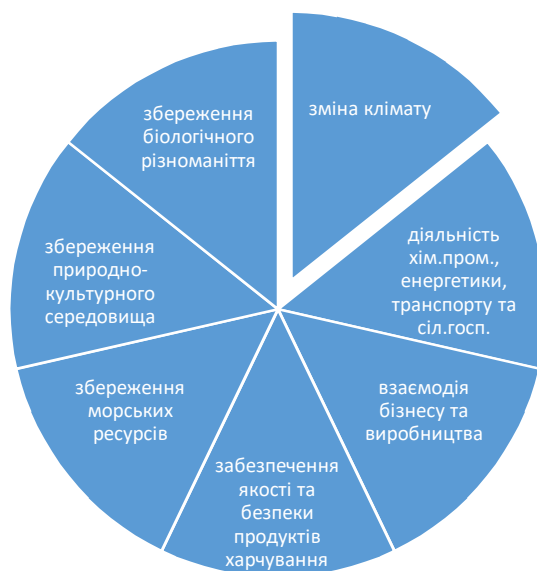 зміна клімату
діяльність
хім.пром.,
енергетики,
транспорту та
сіл.госп.
взаємодія
бізнесу та
виробництва
забезпечення
якості та
безпеки
продуктів
харчування
збереження
морських
ресурсів
збереження
природно-
культурного
середовища
збереження
біологічного
різноманіття